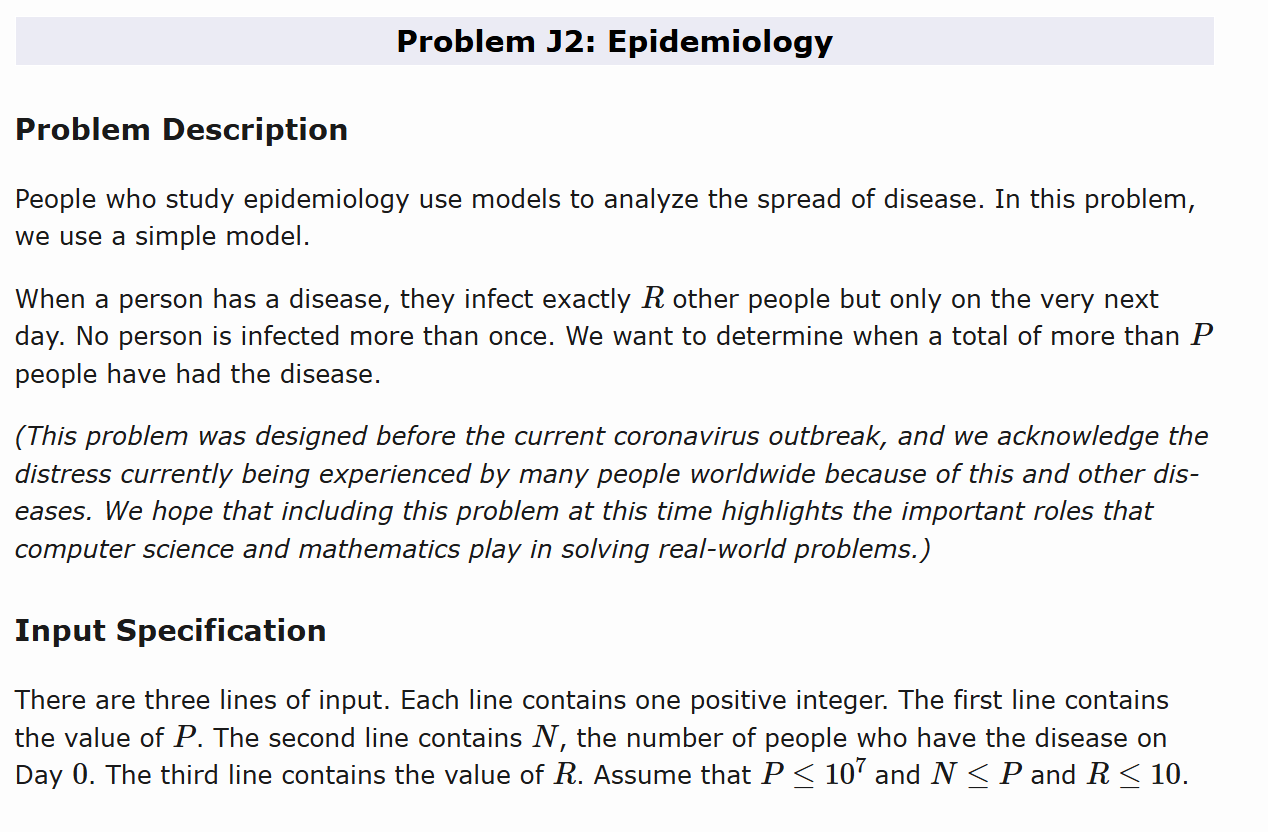 Problem J2: Epidemiology
Problem Description
People who study epidemiology use models to analyze the spread of disease. In this problem,
we use a simple model.
When a person has a disease, they infect exactly R other people but only on the very next
day. No person is infected more than once. We want to determine when a total of more than P
people have had the disease.
(This problem was designed before the current coronavirus outbreak, and we acknowledge the
distress currently being experienced by many people worldwide because of this and other dis-
eases. We hope that including this problem at this time highlights the important roles that
computer science and mathematics play in solving real-world problems.)
Input Specification
There are three lines of input. Each line contains one positive integer. The first line contains
the value of P. The second line contains N, the number of people who have the disease on
Day 0. The third line contains the value of R. Assume that P ≤ 10⁷ and N ≤ P and R ≤ 10.